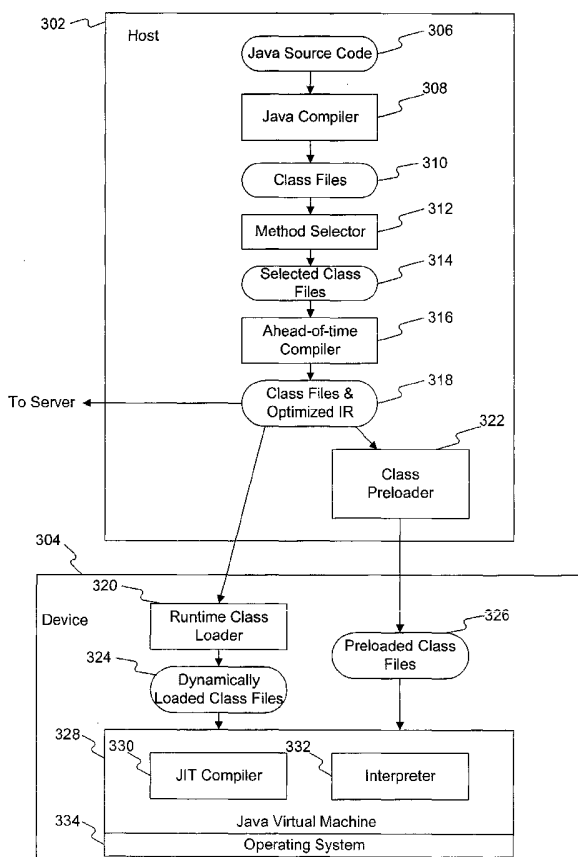 302
Host
306
Java Source Code
308
Java Compiler
310
Class Files
312
Method Selector
314
Selected Class
Files
316
Ahead-of-time
Compiler
318
Class Files &
Optimized IR
To Server
322
Class
Preloader
304
Device
320
Runtime Class
Loader
326
Preloaded Class
Files
324
Dynamically
Loaded Class Files
328
330
JIT Compiler
332
Interpreter
Java Virtual Machine
334
Operating System